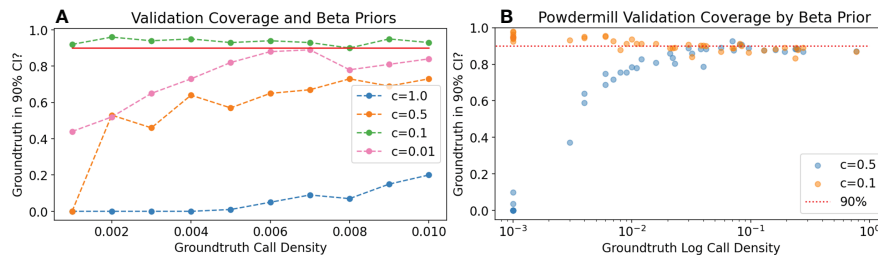 A
Validation Coverage and Beta Priors
Groundtruth in 90% CI?
1.0
0.8
0.6
0.4
0.2
0.0
c=1.0
c=0.5
c=0.1
c=0.01
0.002
0.004
0.006
0.008
0.010
Groundtruth Call Density
B
Powdermill Validation Coverage by Beta Prior
Groundtruth in 90% CI?
1.0
0.8
0.6
0.4
0.2
0.0
c=0.5
c=0.1
90%
10⁻³
10⁻²
10⁻¹
10⁰
Groundtruth Log Call Density